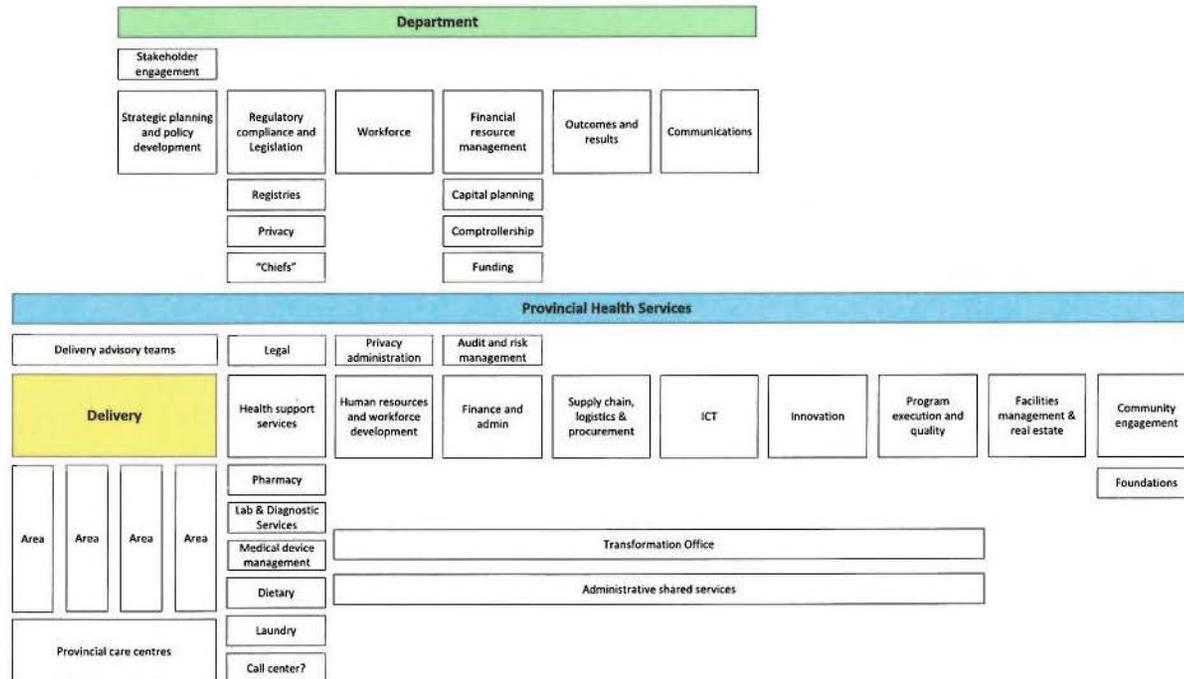 Department
Stakeholder
engagement
Strategic planning
and policy
development
Regulatory
compliance and
Legislation
Workforce
Financial
resource
management
Outcomes and
results
Communications
Registries
Capital planning
Privacy
Comptrollership
"Chiefs"
Funding
Provincial Health Services
Delivery advisory teams
Legal
Privacy
administration
Audit and risk
management
Delivery
Health support
services
Human resources
and workforce
development
Finance and
admin
Supply chain,
logistics &
procurement
ICT
Innovation
Program
execution and
quality
Facilities
management &
real estate
Community
engagement
Pharmacy
Foundations
Area
Area
Area
Area
Lab & Diagnostic
Services
Medical device
management
Dietary
Laundry
Call center?
Transformation Office
Administrative shared services
Provincial care centres